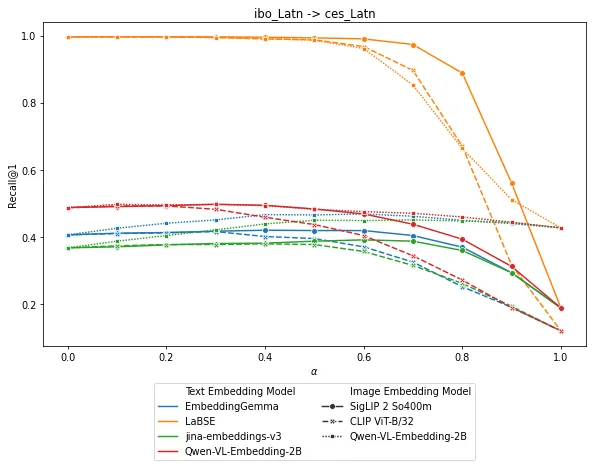 ibo_Latn -> ces_Latn
Recall@1
1.0
0.8
0.6
0.4
0.2
0.0 0.2 0.4 0.6 0.8 1.0
α
Text Embedding Model Image Embedding Model
EmbeddingGemma SigLIP 2 So400m
LaBSE CLIP ViT-B/32
jina-embeddings-v3 Qwen-VL-Embedding-2B
Qwen-VL-Embedding-2B